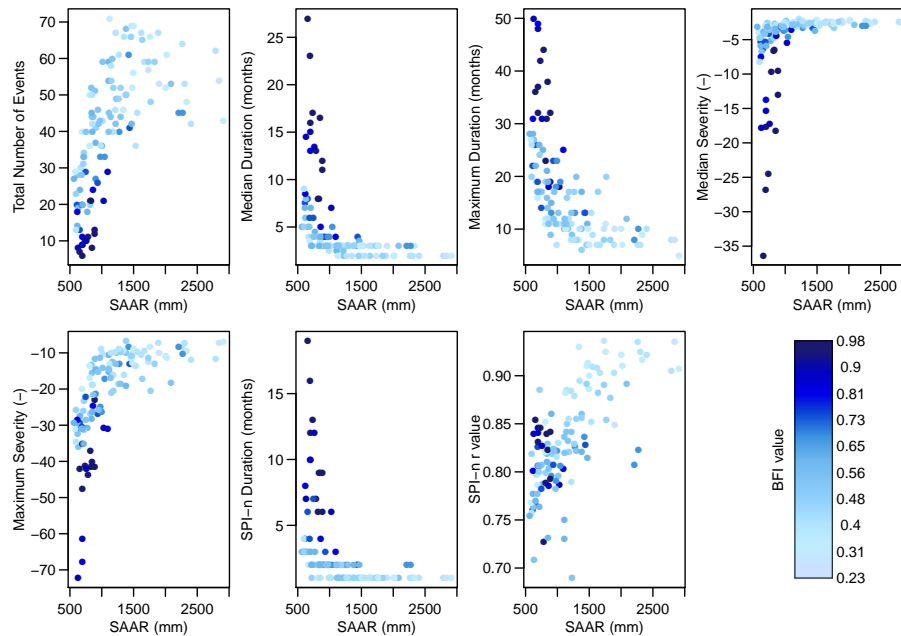 Total Number of Events
70
60
50
40
30
20
10
500 1500 2500
SAAR (mm)
Median Duration (months)
25
20
15
10
5
500 1500 2500
SAAR (mm)
Maximum Duration (months)
50
40
30
20
10
500 1500 2500
SAAR (mm)
Median Severity (−)
−5
−10
−15
−20
−25
−30
−35
500 1500 2500
SAAR (mm)
Maximum Severity (−)
−10
−20
−30
−40
−50
−60
−70
500 1500 2500
SAAR (mm)
SPI−n Duration (months)
15
10
5
500 1500 2500
SAAR (mm)
SPI−n r value
0.90
0.85
0.80
0.75
0.70
500 1500 2500
SAAR (mm)
BFI value
0.98
0.9
0.81
0.73
0.65
0.56
0.48
0.4
0.31
0.23